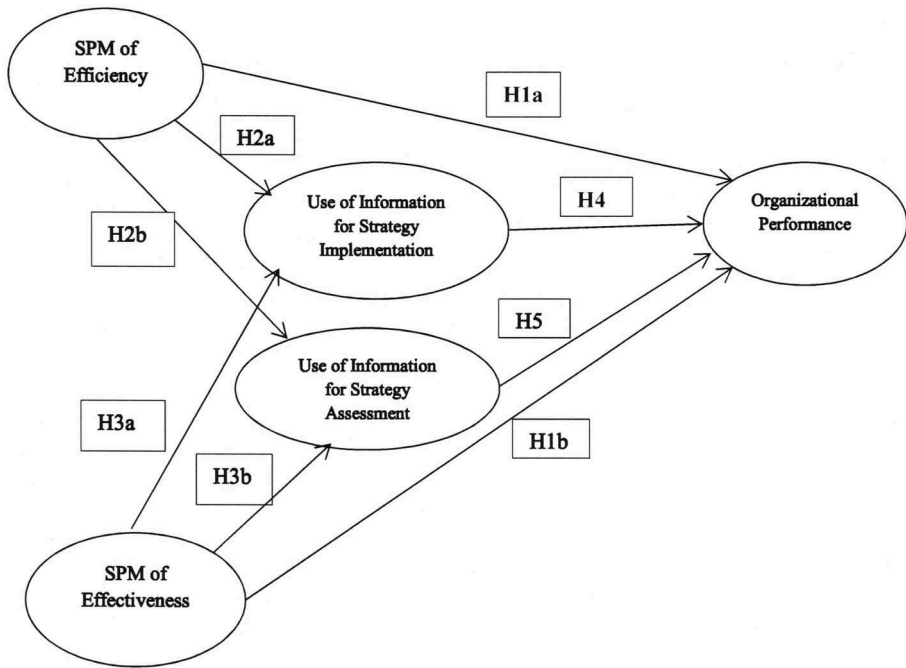 SPM of
Efficiency
H1a
H2a
Use of Information
for Strategy
Implementation
H4
Organizational
Performance
H2b
H5
Use of Information
for Strategy
Assessment
H3a
H1b
H3b
SPM of
Effectiveness